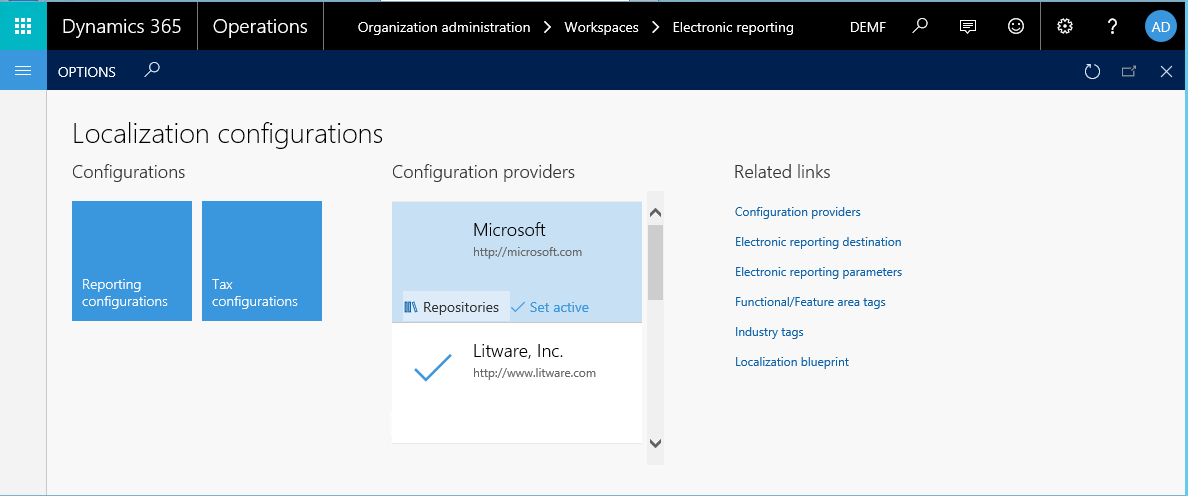 Dynamics 365
Operations
Organization administration > Workspaces > Electronic reporting
DEMF
?
AD
OPTIONS
Localization configurations
Configurations
Reporting
configurations
Tax
configurations
Configuration providers
Microsoft
http://microsoft.com
Repositories
Set active
Litware, Inc.
http://www.litware.com
Related links
Configuration providers
Electronic reporting destination
Electronic reporting parameters
Functional/Feature area tags
Industry tags
Localization blueprint